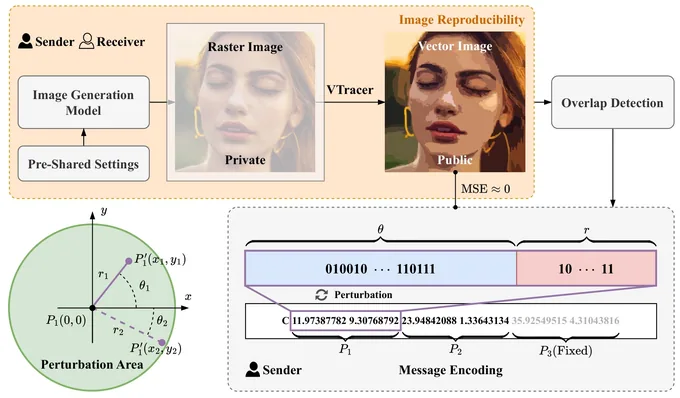 Image Reproducibility
Sender Receiver
Raster Image
Vector Image
Image Generation
Model
VTracer
Overlap Detection
Pre-Shared Settings
Private
Public
MSE ≈ 0
y
θ
r
P₁′(x₁, y₁)
r₁
θ₁
010010 ··· 110111
10 ··· 11
x
Perturbation
P₁(0,0)
θ₂
r₂
C 11.97387782 9.30768792 23.94842088 1.33643134 35.92549515 4.31043816
P₁′(x₂, y₂)
P₁
P₂
P₃(Fixed)
Perturbation Area
Sender
Message Encoding